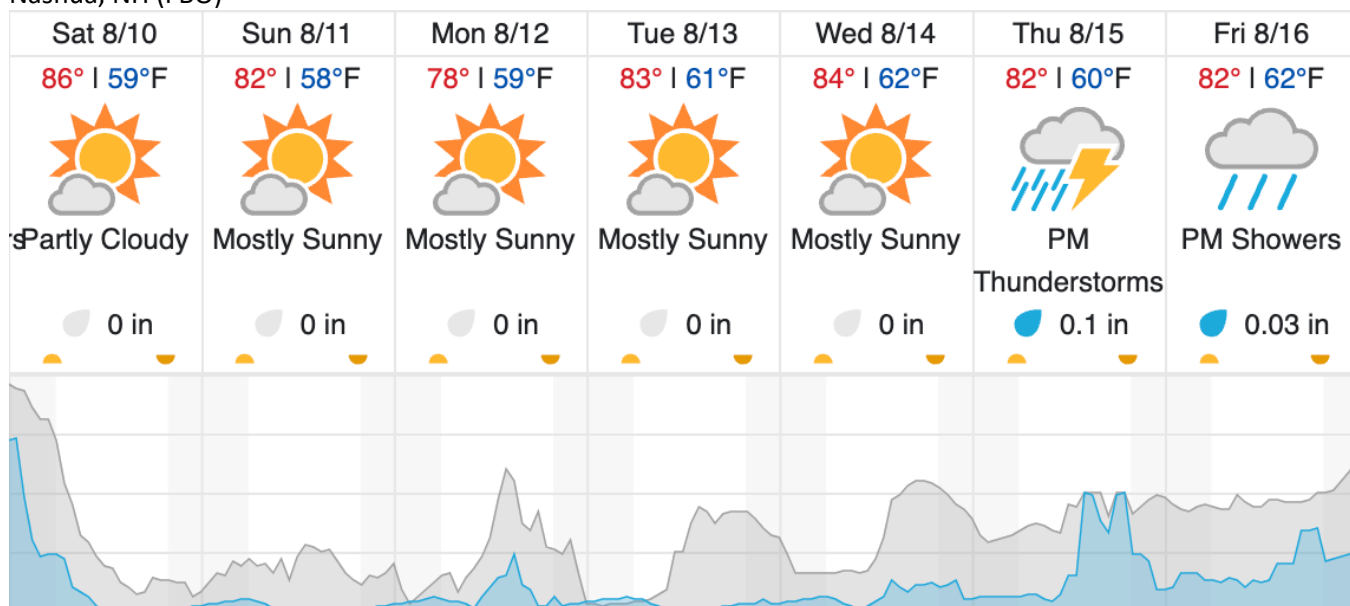 Sat 8/10 Sun 8/11 Mon 8/12 Tue 8/13 Wed 8/14 Thu 8/15 Fri 8/16
86° | 59°F 82° | 58°F 78° | 59°F 83° | 61°F 84° | 62°F 82° | 60°F 82° | 62°F
Partly Cloudy Mostly Sunny Mostly Sunny Mostly Sunny Mostly Sunny PM PM Showers
Thunderstorms
0 in 0 in 0 in 0 in 0 in 0.1 in 0.03 in